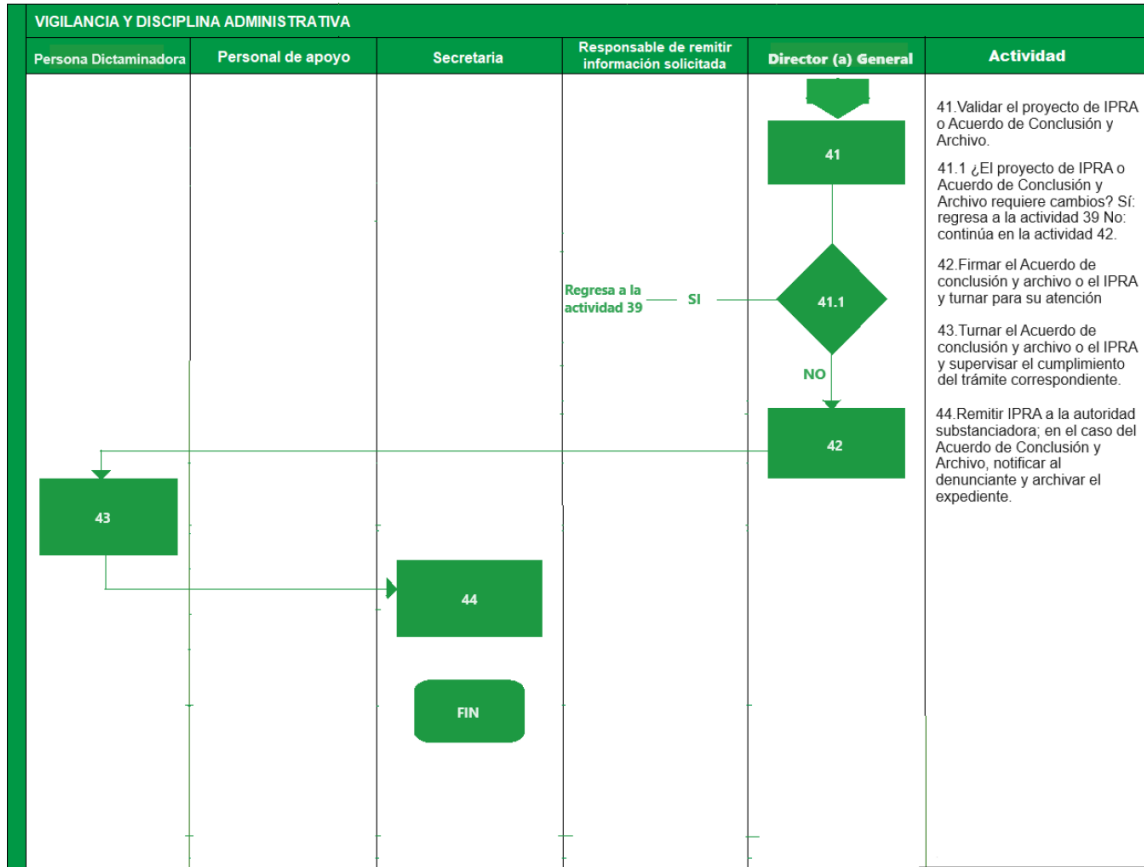 VIGILANCIA Y DISCIPLINA ADMINISTRATIVA
Persona Dictaminadora
Personal de apoyo
Secretaria
Responsable de remitir
información solicitada
Director (a) General
Actividad
41
41.1
SI
Regresa a la
actividad 39
NO
42
43
44
FIN
41.Validar el proyecto de IPRA
o Acuerdo de Conclusión y
Archivo.
41.1 ¿El proyecto de IPRA o
Acuerdo de Conclusión y
Archivo requiere cambios? Sí:
regresa a la actividad 39 No:
continúa en la actividad 42.
42.Firmar el Acuerdo de
conclusión y archivo o el IPRA
y turnar para su atención
43.Turnar el Acuerdo de
conclusión y archivo o el IPRA
y supervisar el cumplimiento
del trámite correspondiente.
44.Remitir IPRA a la autoridad
substanciadora; en el caso del
Acuerdo de Conclusión y
Archivo, notificar al
denunciante y archivar el
expediente.